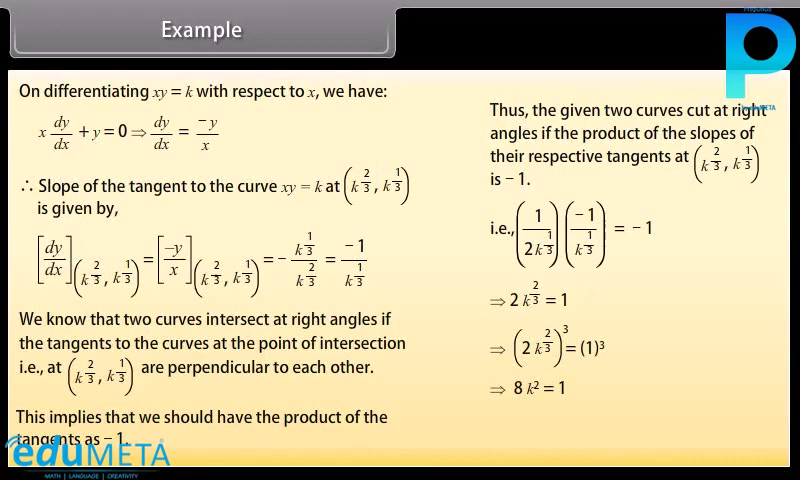 Example
On differentiating xy = k with respect to x, we have:
x dy/dx + y = 0 ⇒ dy/dx = −y/x
∴ Slope of the tangent to the curve xy = k at (k^(2/3), k^(1/3))
is given by,
[dy/dx](k^(2/3), k^(1/3)) = [−y/x](k^(2/3), k^(1/3)) = − k^(1/3)/k^(2/3) = −1/k^(1/3)
We know that two curves intersect at right angles if
the tangents to the curves at the point of intersection
i.e., at (k^(2/3), k^(1/3)) are perpendicular to each other.
This implies that we should have the product of the
tangents as − 1.
Thus, the given two curves cut at right
angles if the product of the slopes of
their respective tangents at (k^(2/3), k^(1/3))
is − 1.
i.e., (1/2k^(1/3)) (−1/k^(1/3)) = − 1
⇒ 2 k^(2/3) = 1
⇒ (2 k^(2/3))³ = (1)³
⇒ 8 k² = 1
eduMETA
MATH | LANGUAGE | CREATIVITY
P
eduMETA